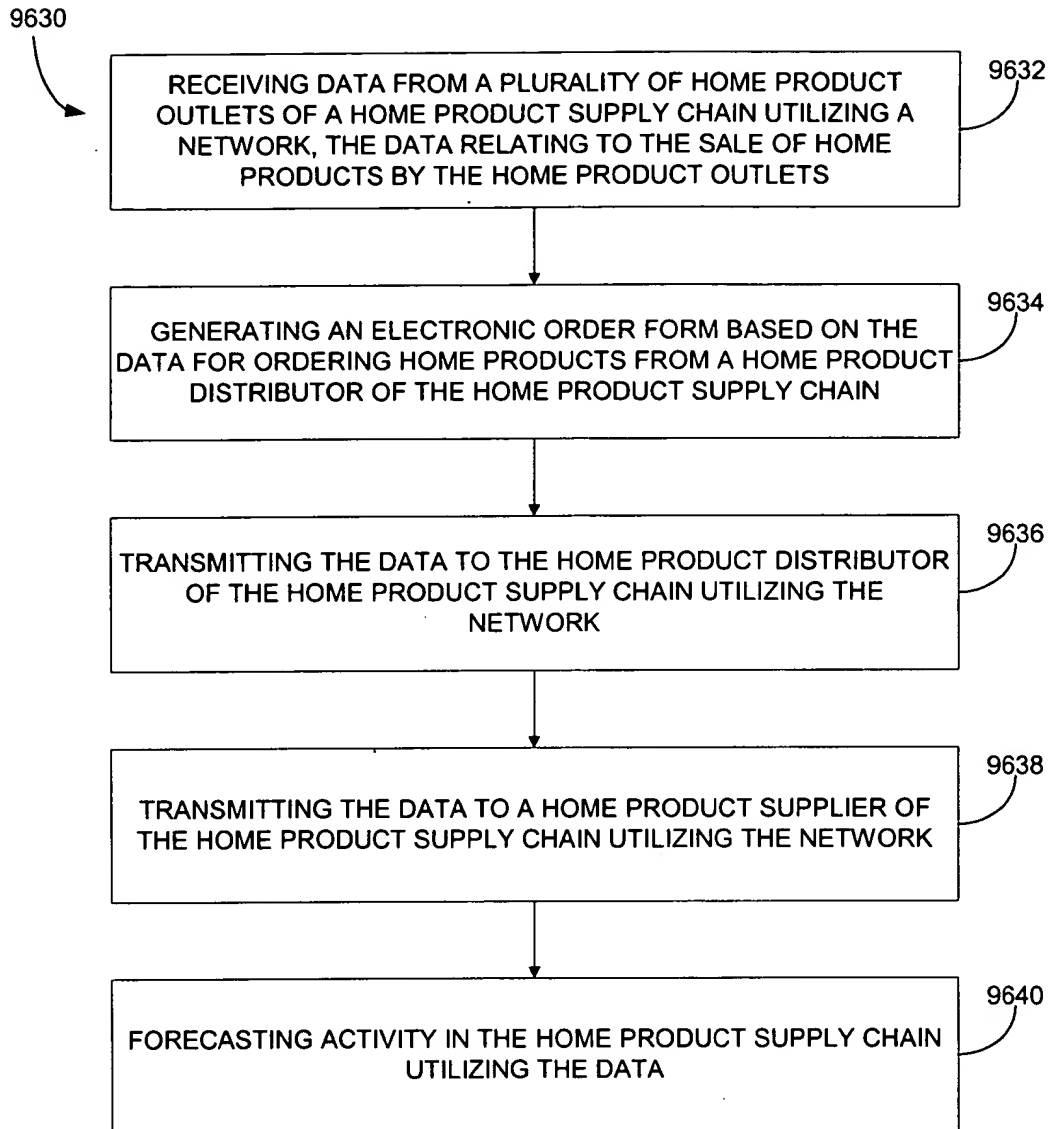 9630
RECEIVING DATA FROM A PLURALITY OF HOME PRODUCT
OUTLETS OF A HOME PRODUCT SUPPLY CHAIN UTILIZING A
NETWORK, THE DATA RELATING TO THE SALE OF HOME
PRODUCTS BY THE HOME PRODUCT OUTLETS
9632
GENERATING AN ELECTRONIC ORDER FORM BASED ON THE
DATA FOR ORDERING HOME PRODUCTS FROM A HOME PRODUCT
DISTRIBUTOR OF THE HOME PRODUCT SUPPLY CHAIN
9634
TRANSMITTING THE DATA TO THE HOME PRODUCT DISTRIBUTOR
OF THE HOME PRODUCT SUPPLY CHAIN UTILIZING THE
NETWORK
9636
TRANSMITTING THE DATA TO A HOME PRODUCT SUPPLIER OF
THE HOME PRODUCT SUPPLY CHAIN UTILIZING THE NETWORK
9638
FORECASTING ACTIVITY IN THE HOME PRODUCT SUPPLY CHAIN
UTILIZING THE DATA
9640